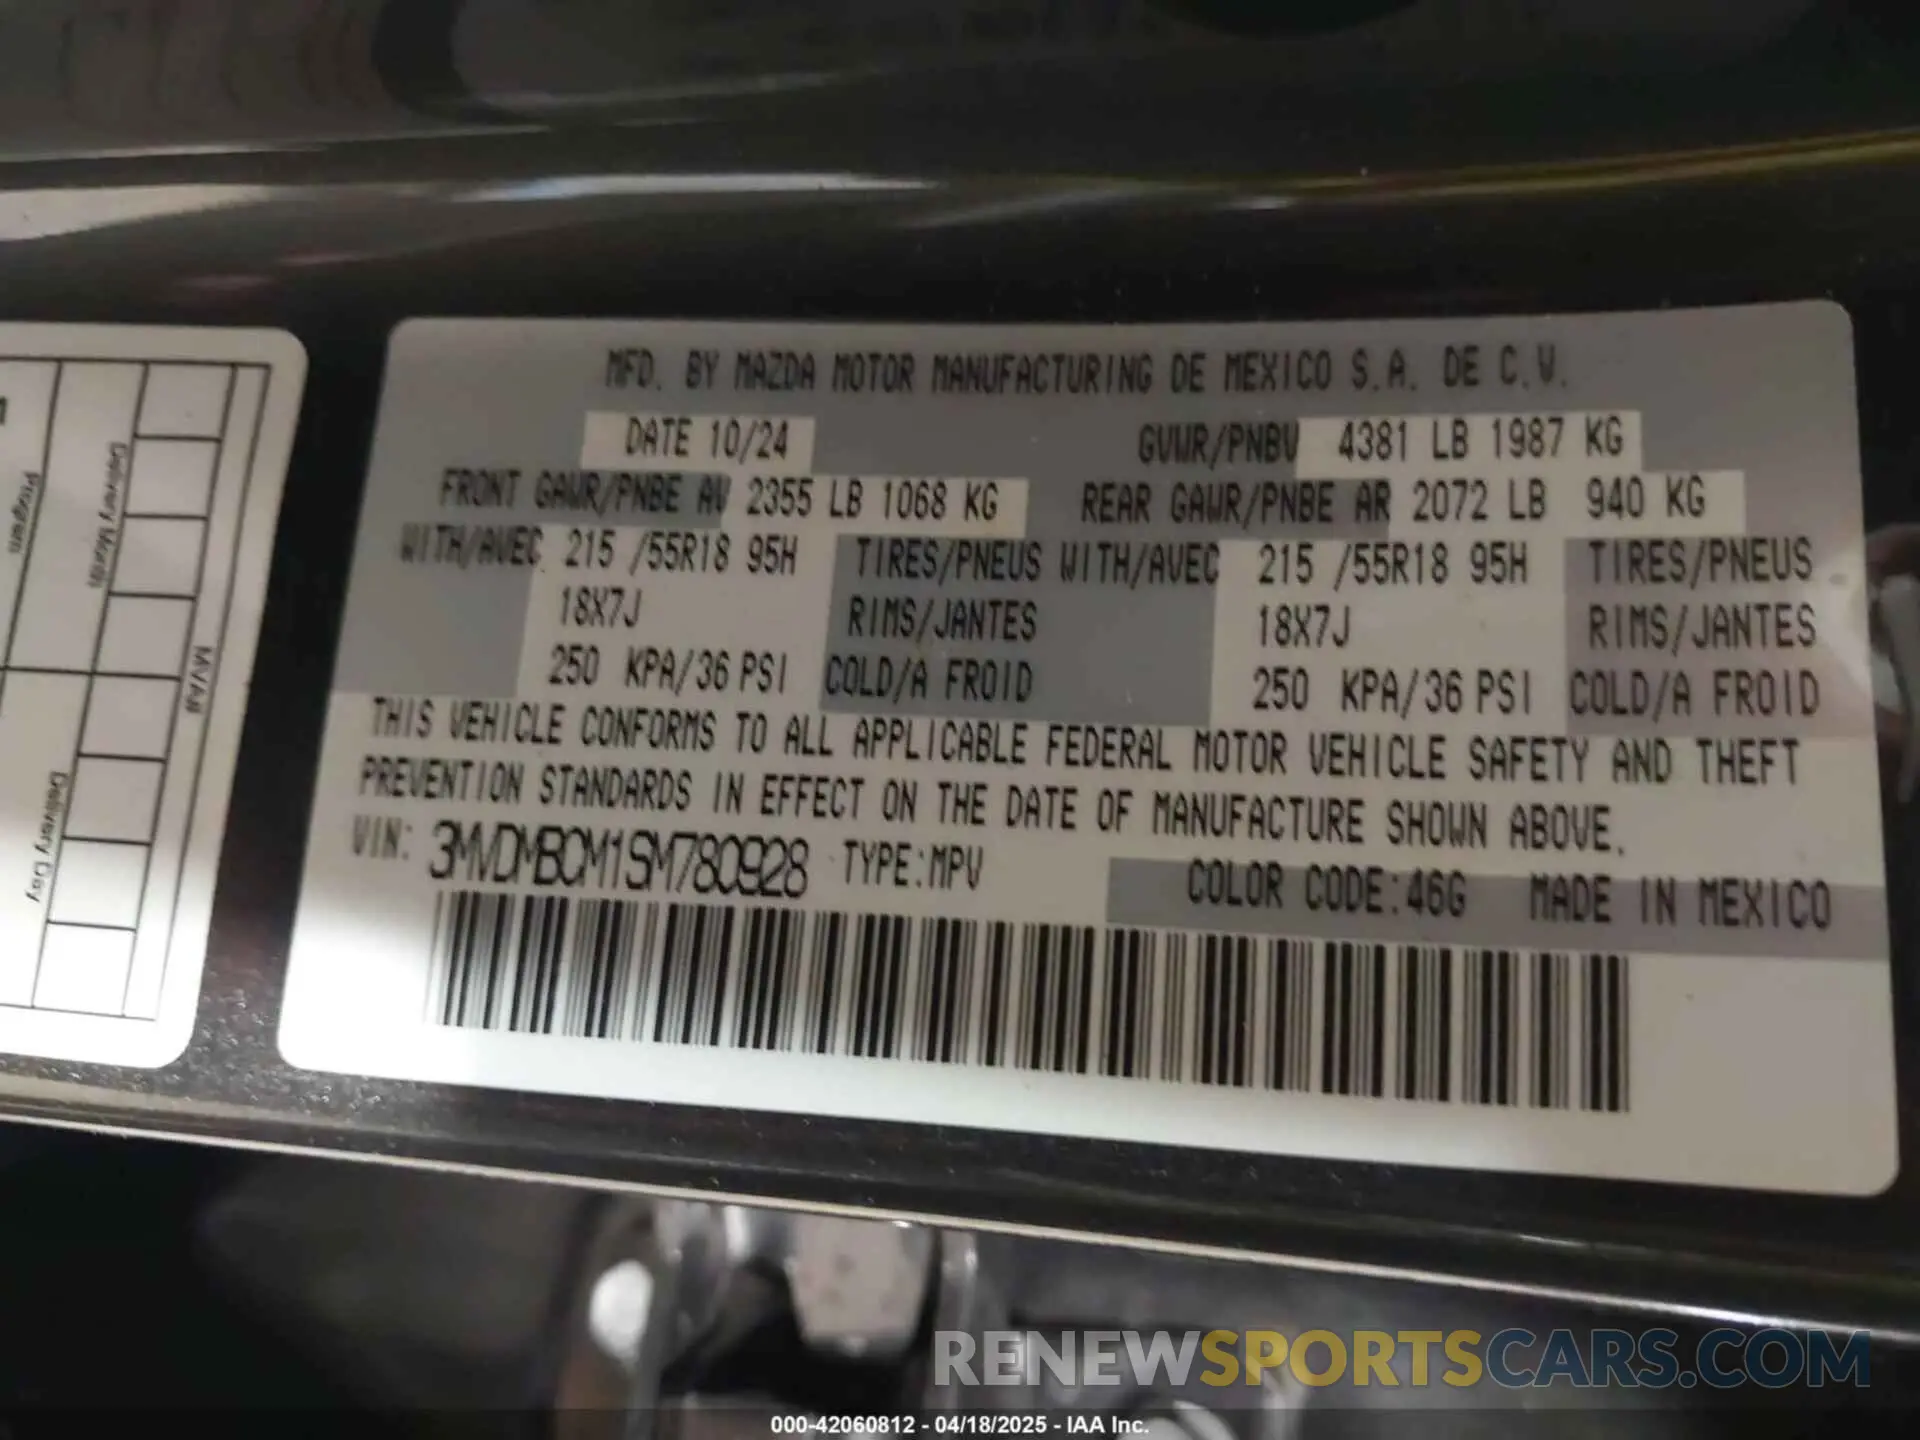 MFD. BY MAZDA MOTOR MANUFACTURING DE MEXICO S.A. DE C.V.
DATE 10/24 GVWR/PNBV 4381 LB 1987 KG
FRONT GAWR/PNBE AV 2355 LB 1068 KG REAR GAWR/PNBE AR 2072 LB 940 KG
WITH/AVEC 215 /55R18 95H TIRES/PNEUS WITH/AVEC 215 /55R18 95H TIRES/PNEUS
18X7J RIMS/JANTES 18X7J RIMS/JANTES
250 KPA/36 PSI COLD/A FROID 250 KPA/36 PSI COLD/A FROID
THIS VEHICLE CONFORMS TO ALL APPLICABLE FEDERAL MOTOR VEHICLE SAFETY AND THEFT
PREVENTION STANDARDS IN EFFECT ON THE DATE OF MANUFACTURE SHOWN ABOVE.
VIN: 3MVDMBCM1SM780928 TYPE:MPV
COLOR CODE:46G MADE IN MEXICO
Delivery Month
Delivery Day
RENEWSPORTSCARS.COM
000-42060812 - 04/18/2025 - IAA Inc.